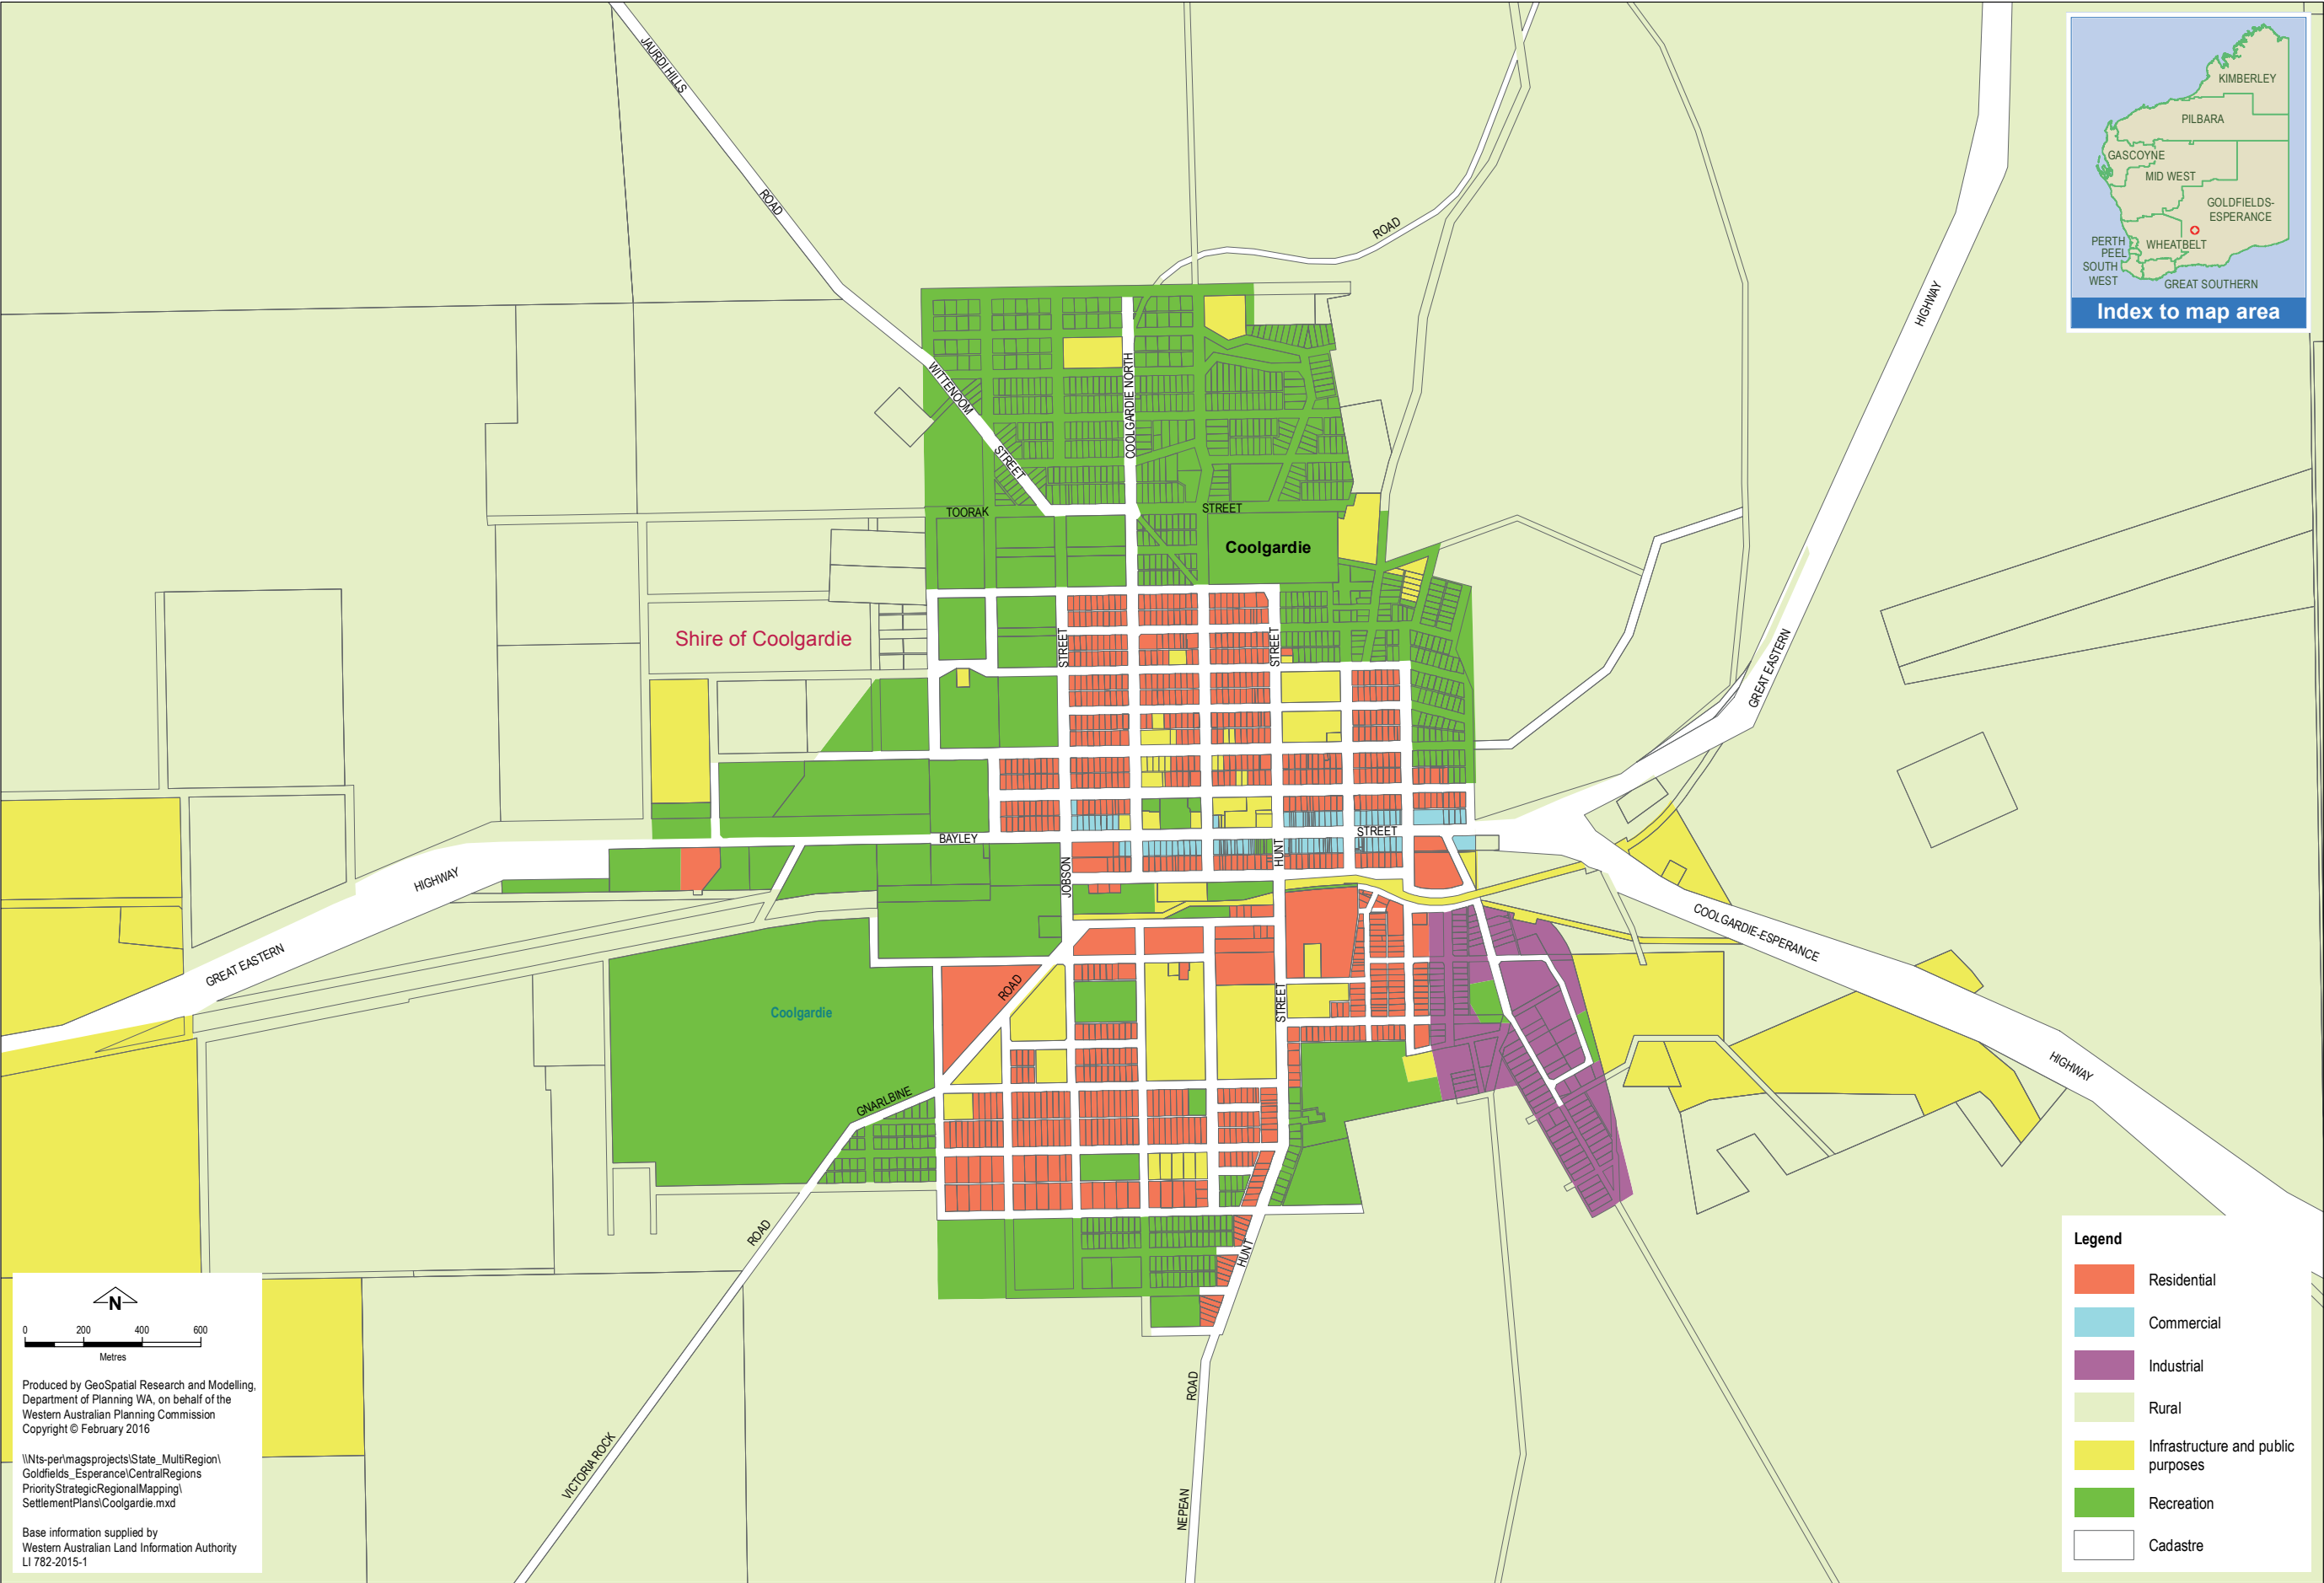 JAURDI HILLS
ROAD
ROAD
WITTENOOM
STREET
COOLGARDIE NORTH
TOORAK
STREET
Coolgardie
Shire of Coolgardie
STREET
STREET
HIGHWAY
GREAT EASTERN
BAYLEY
STREET
HUNT
JOBSON
HIGHWAY
GREAT EASTERN
COOLGARDIE-ESPERANCE
HIGHWAY
Coolgardie
ROAD
STREET
GNARLBINE
ROAD
HUNT
VICTORIA ROCK
ROAD
NEPEAN
KIMBERLEY
PILBARA
GASCOYNE
MID WEST
GOLDFIELDS-
ESPERANCE
PERTH
PEEL
WHEATBELT
SOUTH
WEST
GREAT SOUTHERN
Index to map area
N
0 200 400 600
Metres
Produced by GeoSpatial Research and Modelling,
Department of Planning WA, on behalf of the
Western Australian Planning Commission
Copyright © February 2016
\\Nts-per\magsprojects\State_MultiRegion\
Goldfields_Esperance\CentralRegions
PriorityStrategicRegionalMapping\
SettlementPlans\Coolgardie.mxd
Base information supplied by
Western Australian Land Information Authority
LI 782-2015-1
Legend
Residential
Commercial
Industrial
Rural
Infrastructure and public
purposes
Recreation
Cadastre